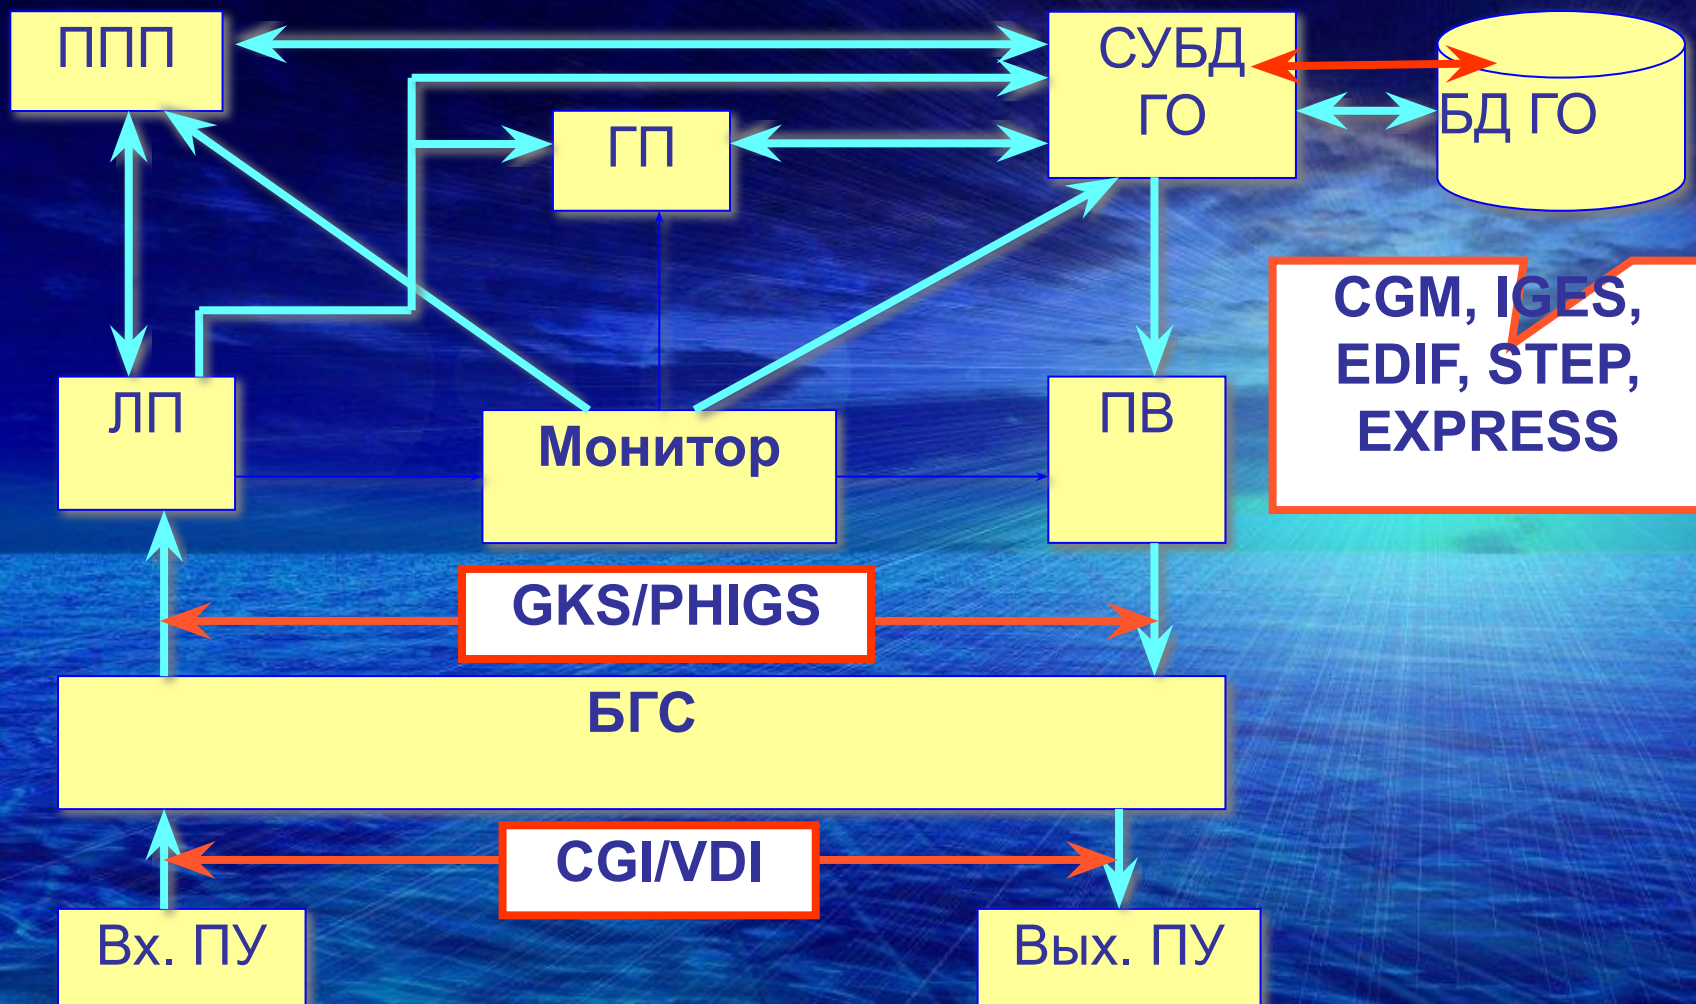 ППП
СУБД
ГО
БД ГО
ГП
CGM, IGES,
EDIF, STEP,
EXPRESS
ЛП
Монитор
ПВ
GKS/PHIGS
БГС
CGI/VDI
Вх. ПУ
Вых. ПУ